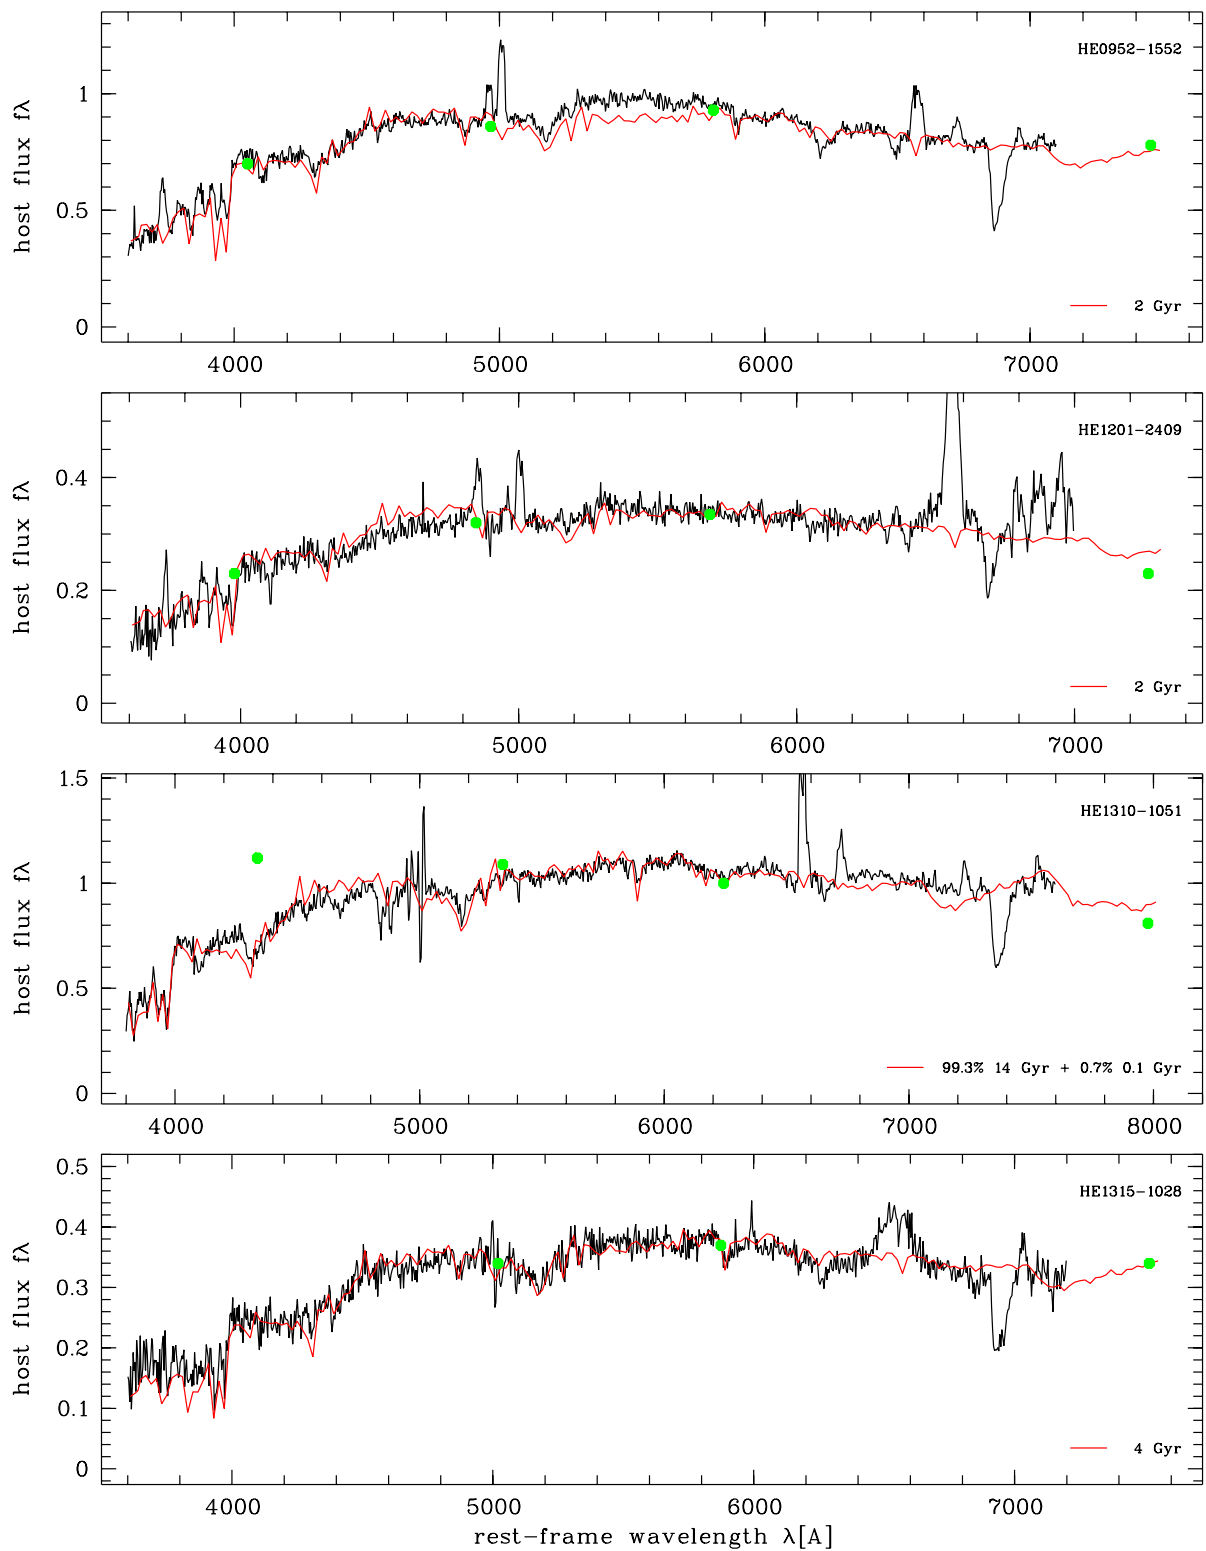 HE0952-1552
1
0.5
0
host flux fλ
2 Gyr
4000 5000 6000 7000
HE1201-2409
0.4
0.2
0
host flux fλ
2 Gyr
4000 5000 6000 7000
1.5
HE1310-1051
1
0.5
0
host flux fλ
99.3% 14 Gyr + 0.7% 0.1 Gyr
4000 5000 6000 7000 8000
0.5
HE1315-1028
0.4
0.3
0.2
0.1
0
host flux fλ
4 Gyr
4000 5000 6000 7000
rest-frame wavelength λ[A]